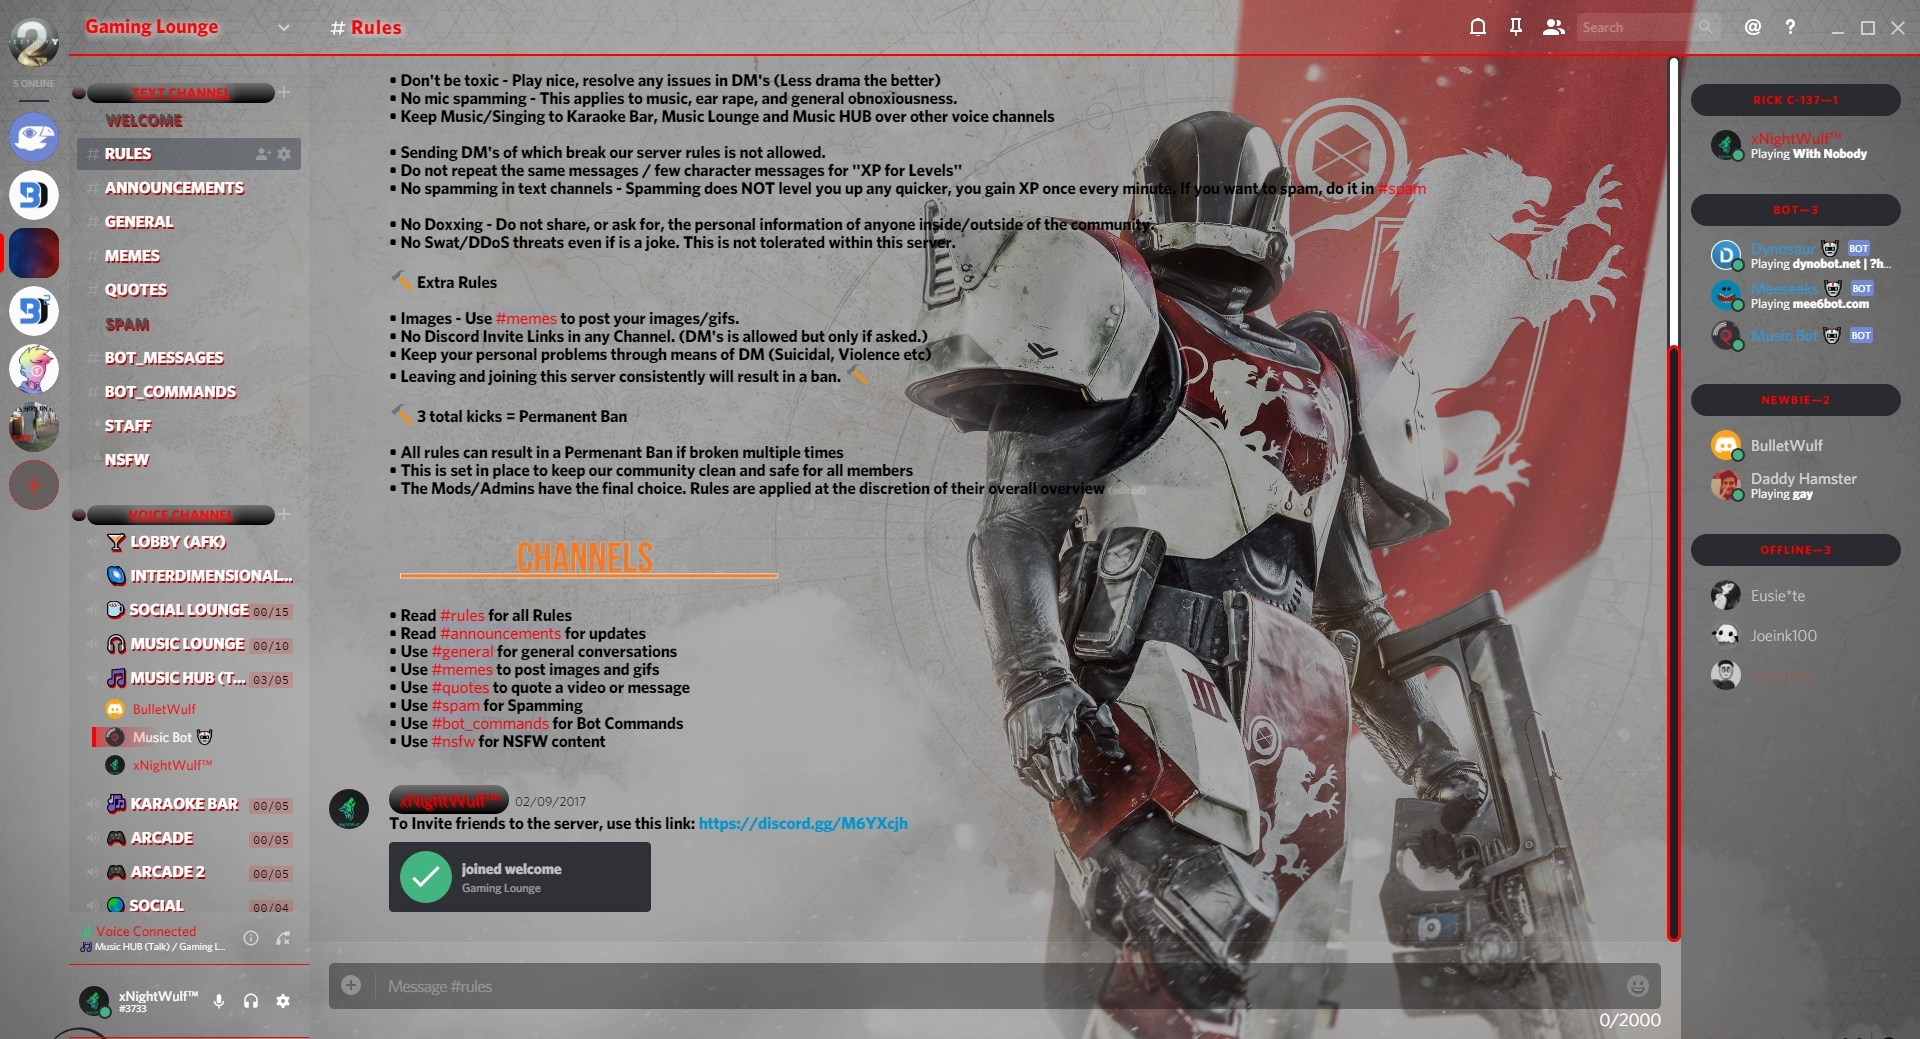 Gaming Lounge
# Rules
Search
@
?
5 ONLINE
TEXT CHANNEL
WELCOME
# RULES
# ANNOUNCEMENTS
# GENERAL
# MEMES
# QUOTES
SPAM
# BOT_MESSAGES
# BOT_COMMANDS
STAFF
NSFW
VOICE CHANNEL
LOBBY (AFK)
INTERDIMENSIONAL...
SOCIAL LOUNGE 00/15
MUSIC LOUNGE 00/10
MUSIC HUB (T... 03/05
BulletWulf
Music Bot
xNightWulf™
KARAOKE BAR 00/05
ARCADE 00/05
ARCADE 2 00/05
SOCIAL 00/04
Voice Connected
Music HUB (Talk) / Gaming L...
xNightWulf™
#3733
▪ Don't be toxic - Play nice, resolve any issues in DM's (Less drama the better)
▪ No mic spamming - This applies to music, ear rape, and general obnoxiousness.
▪ Keep Music/Singing to Karaoke Bar, Music Lounge and Music HUB over other voice channels
▪ Sending DM's of which break our server rules is not allowed.
▪ Do not repeat the same messages / few character messages for "XP for Levels"
▪ No spamming in text channels - Spamming does NOT level you up any quicker, you gain XP once every minute. If you want to spam, do it in #spam
▪ No Doxxing - Do not share, or ask for, the personal information of anyone inside/outside of the community.
▪ No Swat/DDoS threats even if is a joke. This is not tolerated within this server.
Extra Rules
▪ Images - Use #memes to post your images/gifs.
▪ No Discord Invite Links in any Channel. (DM's is allowed but only if asked.)
▪ Keep your personal problems through means of DM (Suicidal, Violence etc)
▪ Leaving and joining this server consistently will result in a ban.
3 total kicks = Permanent Ban
▪ All rules can result in a Permenant Ban if broken multiple times
▪ This is set in place to keep our community clean and safe for all members
▪ The Mods/Admins have the final choice. Rules are applied at the discretion of their overall overview (edited)
CHANNELS
▪ Read #rules for all Rules
▪ Read #announcements for updates
▪ Use #general for general conversations
▪ Use #memes to post images and gifs
▪ Use #quotes to quote a video or message
▪ Use #spam for Spamming
▪ Use #bot_commands for Bot Commands
▪ Use #nsfw for NSFW content
xNightWulf™ 02/09/2017
To Invite friends to the server, use this link: https://discord.gg/M6YXcjh
joined welcome
Gaming Lounge
Message #rules
0/2000
RICK C-137—1
xNightWulf™
Playing With Nobody
BOT—3
Dynosaur BOT
Playing dynobot.net | ?h...
Meeseeks BOT
Playing mee6bot.com
Music Bot BOT
NEWBIE—2
BulletWulf
Daddy Hamster
Playing gay
OFFLINE—3
Eusie*te
Joeink100